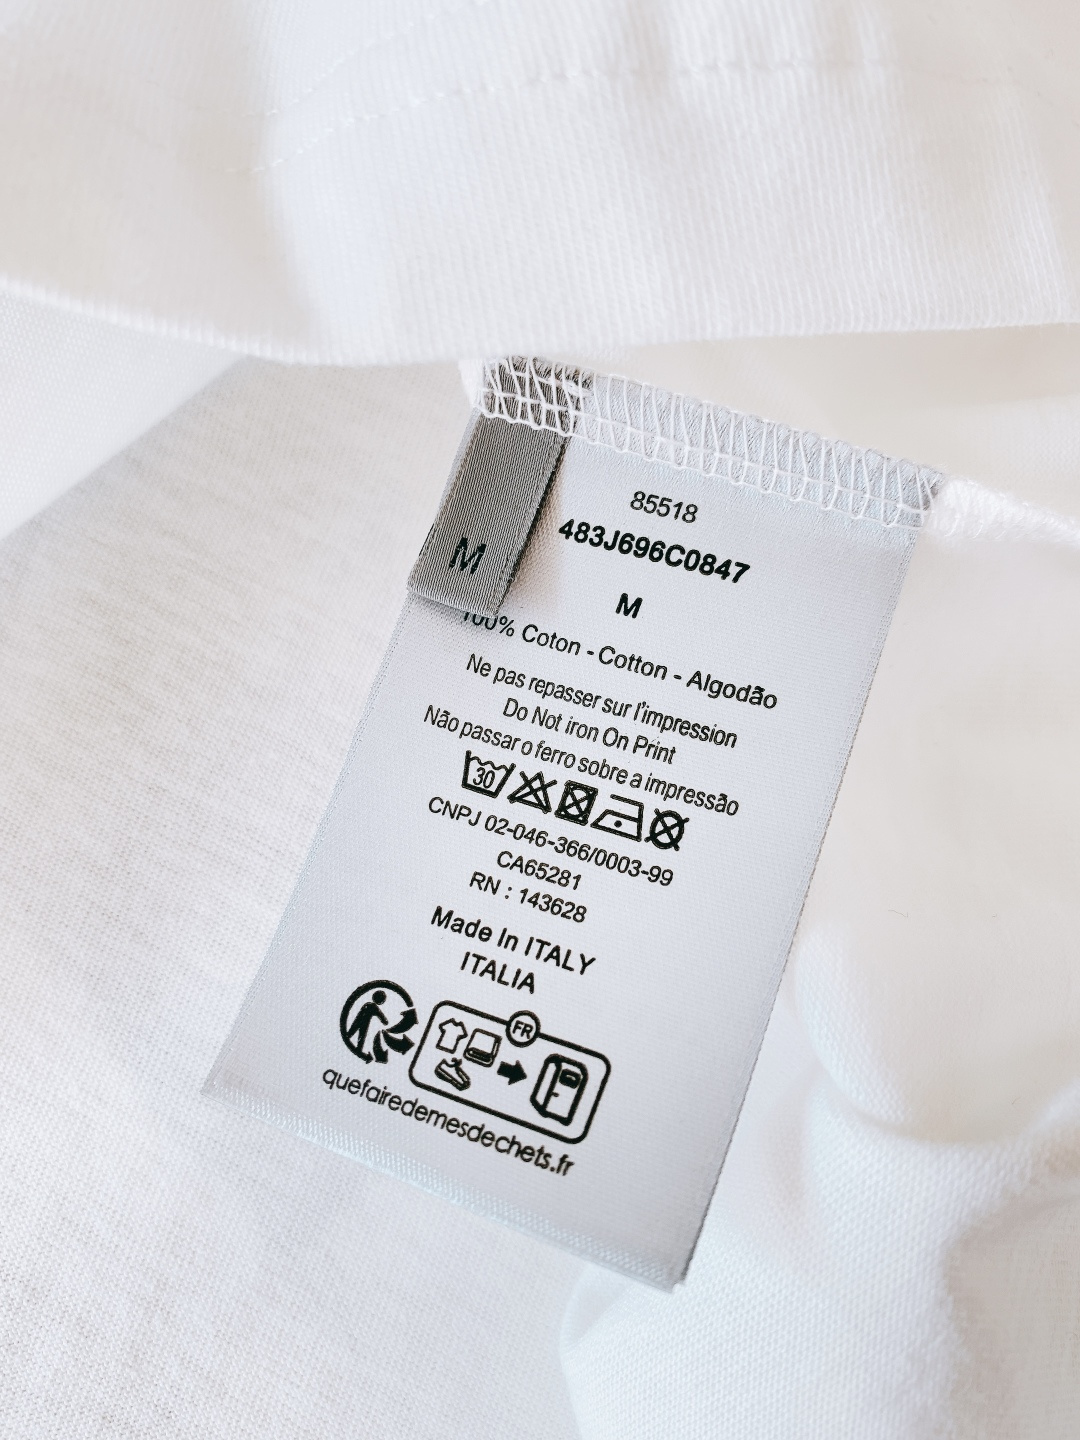 M
85518
483J696C0847
M
100% Coton - Cotton - Algodão
Ne pas repasser sur l'impression
Do Not iron On Print
Não passar o ferro sobre a impressão
30
CNPJ 02-046-366/0003-99
CA65281
RN : 143628
Made In ITALY
ITALIA
FR
quefairedemesdechets.fr